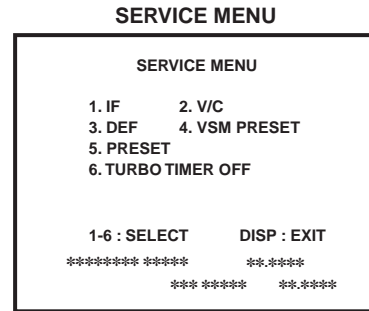 SERVICE MENU
SERVICE MENU
1. IF 2. V/C
3. DEF 4. VSM PRESET
5. PRESET
6. TURBO TIMER OFF
1-6 : SELECT DISP : EXIT
******** ***** **.****
*** ***** **.****